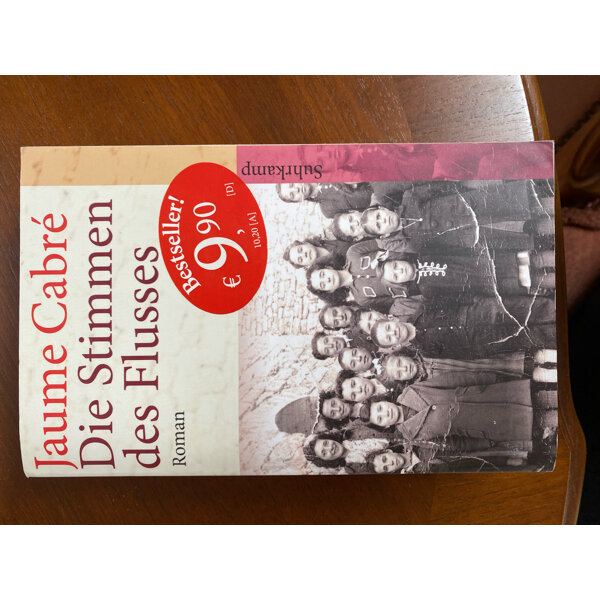 Jaume Cabré
Die Stimmen
des Flusses
Roman
Bestseller!
€ 9,90 [D]
10,20 [A]
Suhrkamp